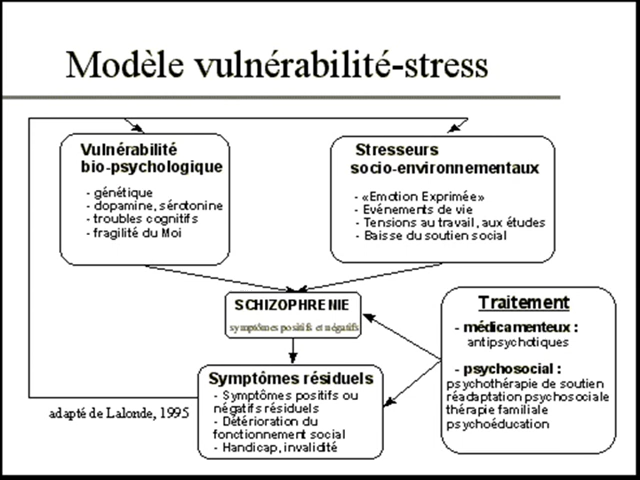 Modèle vulnérabilité-stress
Vulnérabilité
bio-psychologique
- génétique
- dopamine, sérotonine
- troubles cognitifs
- fragilité du Moi
Stresseurs
socio-environnementaux
- «Emotion Exprimée»
- Evénements de vie
- Tensions au travail, aux études
- Baisse du soutien social
SCHIZOPHRENIE
symptômes positifs et négatifs
Traitement
- médicamenteux :
antipsychotiques
- psychosocial :
psychothérapie de soutien
réadaptation psychosociale
thérapie familiale
psychoéducation
Symptômes résiduels
- Symptômes positifs ou
négatifs résiduels
- Détérioration du
fonctionnement social
- Handicap, invalidité
adapté de Lalonde, 1995